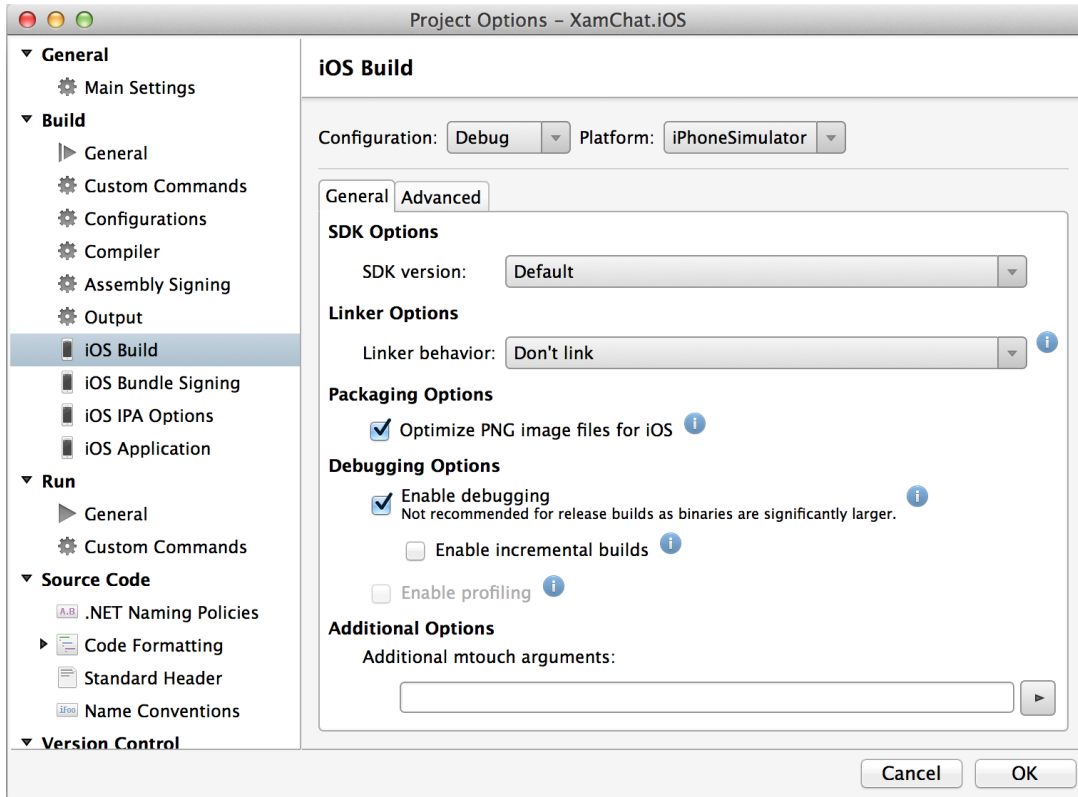 Project Options – XamChat.iOS
General
Main Settings
Build
General
Custom Commands
Configurations
Compiler
Assembly Signing
Output
iOS Build
iOS Bundle Signing
iOS IPA Options
iOS Application
Run
General
Custom Commands
Source Code
A.B .NET Naming Policies
Code Formatting
Standard Header
iFoo Name Conventions
Version Control
iOS Build
Configuration: Debug Platform: iPhoneSimulator
General Advanced
SDK Options
SDK version: Default
Linker Options
Linker behavior: Don't link
Packaging Options
Optimize PNG image files for iOS
Debugging Options
Enable debugging
Not recommended for release builds as binaries are significantly larger.
Enable incremental builds
Enable profiling
Additional Options
Additional mtouch arguments:
Cancel OK